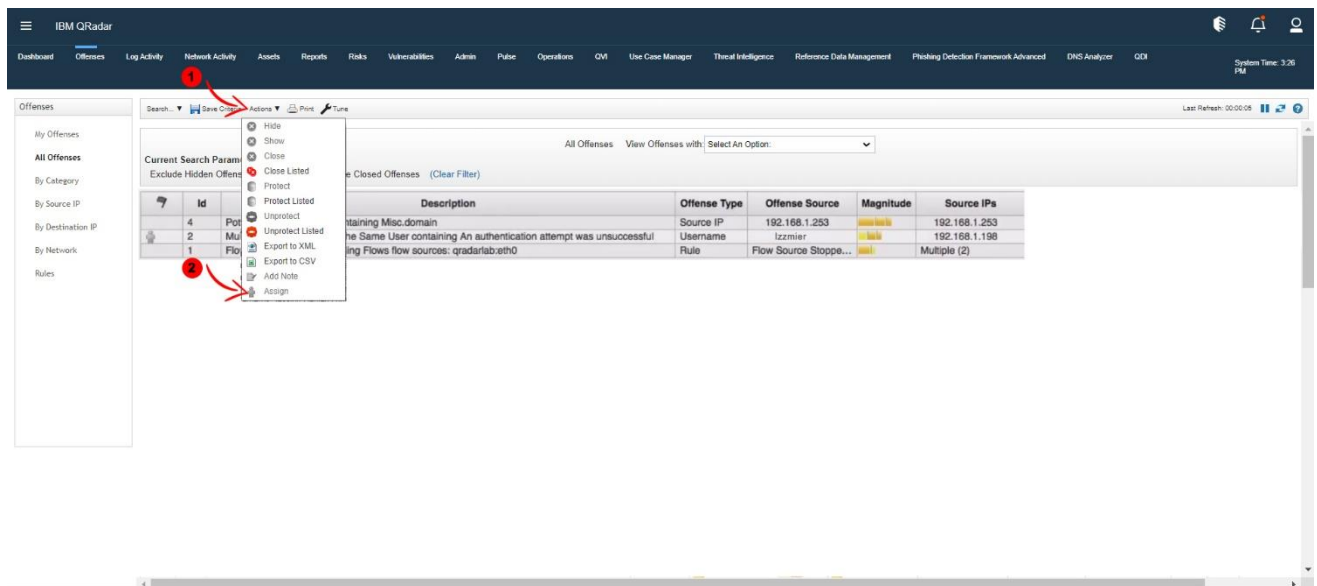 IBM QRadar
Dashboard Offenses Log Activity Network Activity Assets Reports Risks Vulnerabilities Admin Pulse Operations QVI Use Case Manager Threat Intelligence Reference Data Management Phishing Detection Framework Advanced DNS Analyzer QDI System Time: 3:26 PM
1
Offenses
My Offenses
All Offenses
By Category
By Source IP
By Destination IP
By Network
Rules
Search... Save Criteria Actions Print Tune Last Refresh: 00:00:05
Hide
Show
Close
Close Listed
Protect
Protect Listed
Unprotect
Unprotect Listed
Export to XML
Export to CSV
Add Note
Assign
2
All Offenses View Offenses with: Select An Option:
Current Search Param
Exclude Hidden Offens e Closed Offenses (Clear Filter)
Id Description Offense Type Offense Source Magnitude Source IPs
4 Pot ntaining Misc.domain Source IP 192.168.1.253 192.168.1.253
2 Mu he Same User containing An authentication attempt was unsuccessful Username Izzmier 192.168.1.198
1 Flo ing Flows flow sources: qradarlab:eth0 Rule Flow Source Stoppe... Multiple (2)